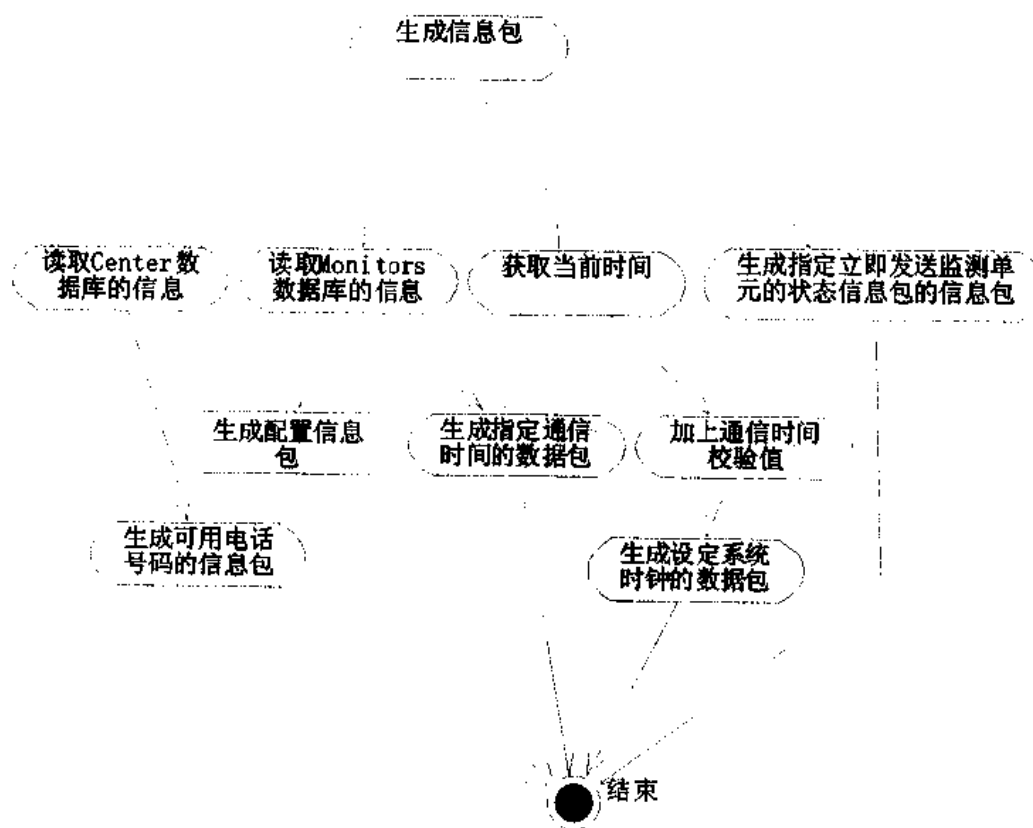 生成信息包
读取Center数
据库的信息
读取Monitors
数据库的信息
获取当前时间
生成指定立即发送监测单
元的状态信息包的信息包
生成配置信息
包
生成指定通信
时间的数据包
加上通信时间
校验值
生成可用电话
号码的信息包
生成设定系统
时钟的数据包
结束